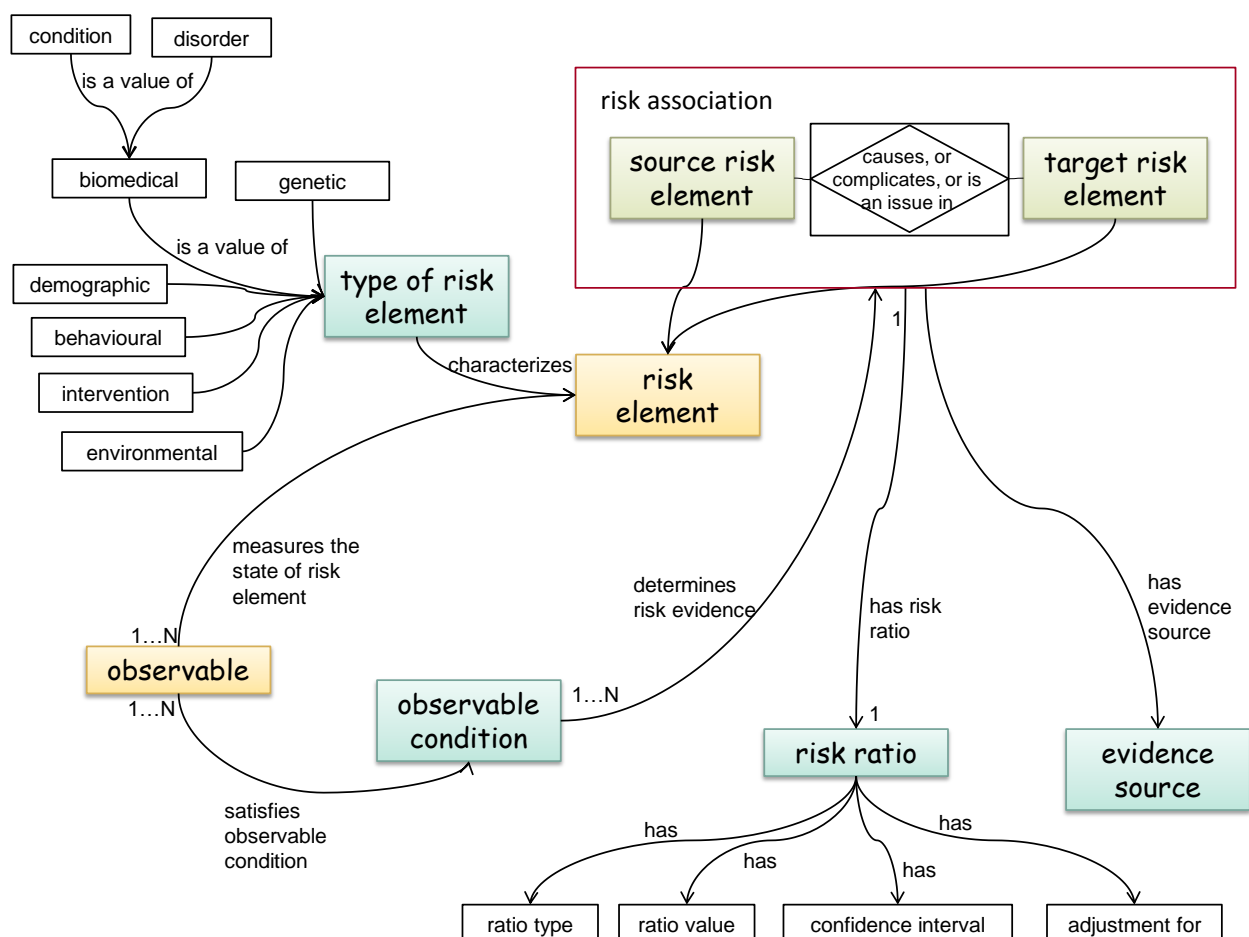 condition
disorder
is a value of
biomedical
genetic
is a value of
demographic
behavioural
intervention
environmental
type of risk
element
characterizes
risk association
source risk
element
causes, or
complicates, or is
an issue in
target risk
element
risk
element
1
measures the
state of risk
element
1…N
observable
1…N
satisfies
observable
condition
observable
condition
1…N
determines
risk evidence
has risk
ratio
1
has
evidence
source
risk ratio
evidence
source
has
has
has
has
ratio type
ratio value
confidence interval
adjustment for